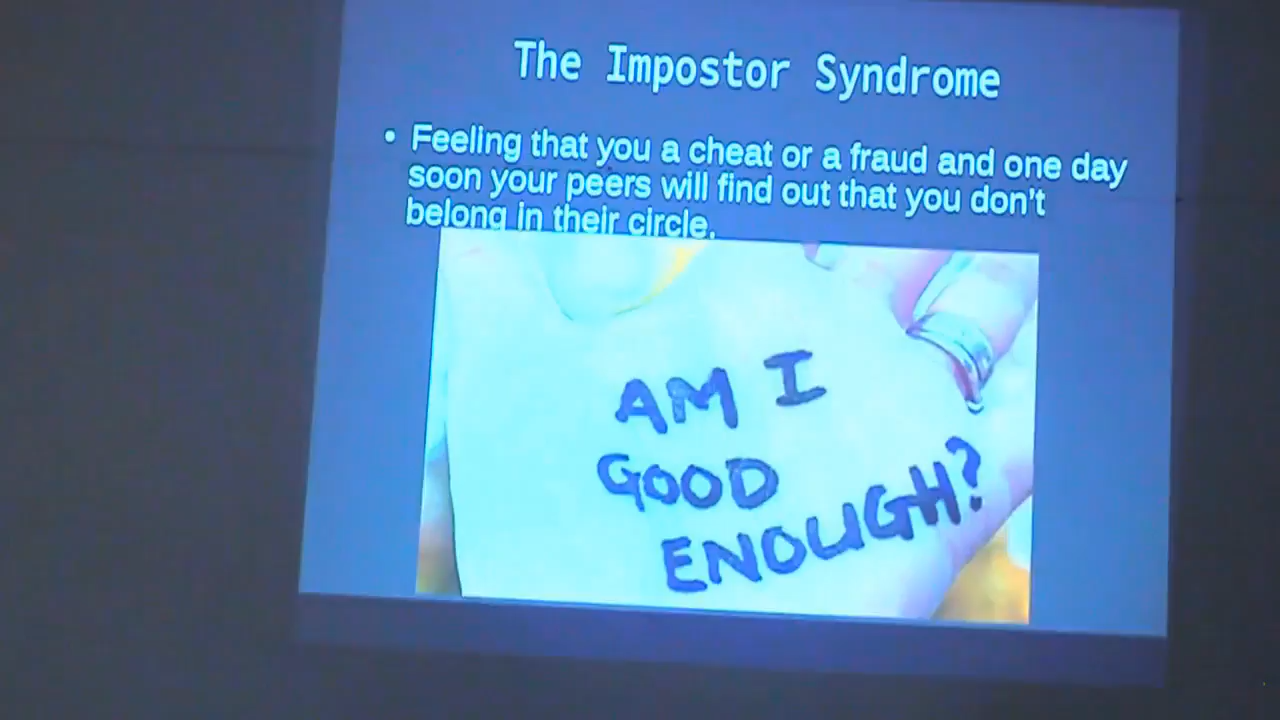 The Impostor Syndrome
• Feeling that you a cheat or a fraud and one day
soon your peers will find out that you don't
belong in their circle.
AM I
GOOD
ENOUGH?